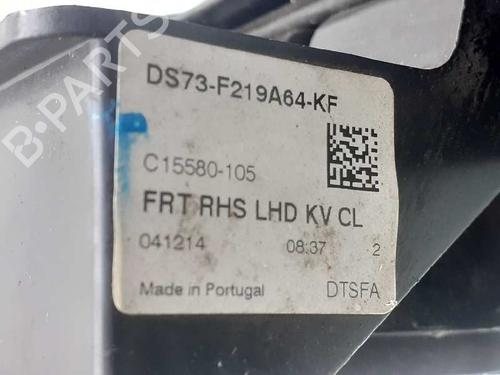 DS73-F219A64-KF
C15580-105
FRT RHS LHD KV CL
041214 08:37 2
Made in Portugal DTSFA
B-PARTS